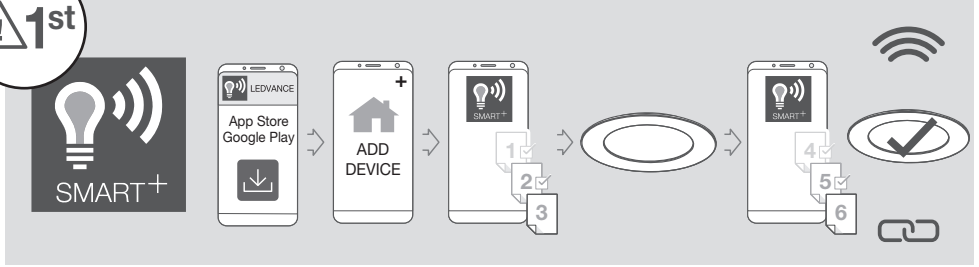 1st
SMART+
LEDVANCE
App Store
Google Play
+
ADD
DEVICE
SMART+
1
2
3
SMART+
4
5
6